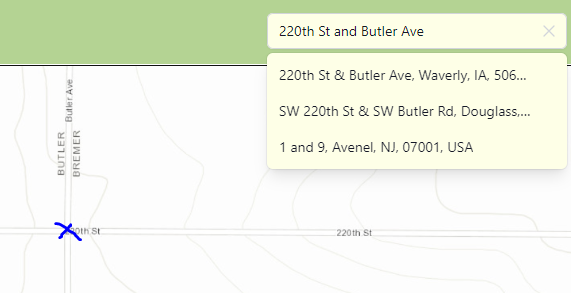 220th St and Butler Ave
220th St & Butler Ave, Waverly, IA, 506...
SW 220th St & SW Butler Rd, Douglass,...
1 and 9, Avenel, NJ, 07001, USA
Butler Ave
BUTLER
BREMER
220th St
220th St